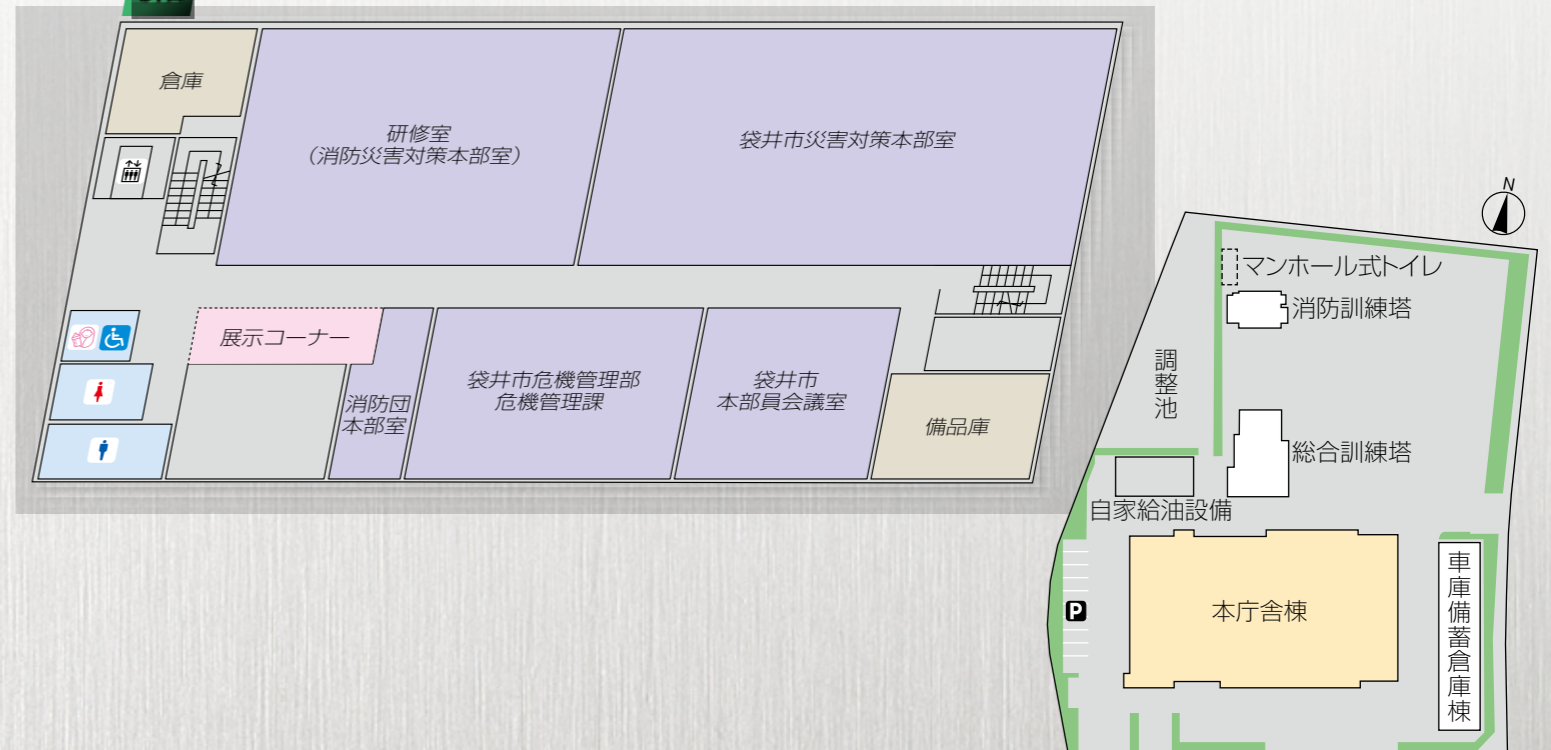 倉庫
研修室
（消防災害対策本部室）
袋井市災害対策本部室
展示コーナー
消防団
本部室
袋井市危機管理部
危機管理課
袋井市
本部員会議室
備品庫
N
マンホール式トイレ
消防訓練塔
調整池
総合訓練塔
自家給油設備
P
本庁舎棟
車庫備蓄倉庫棟